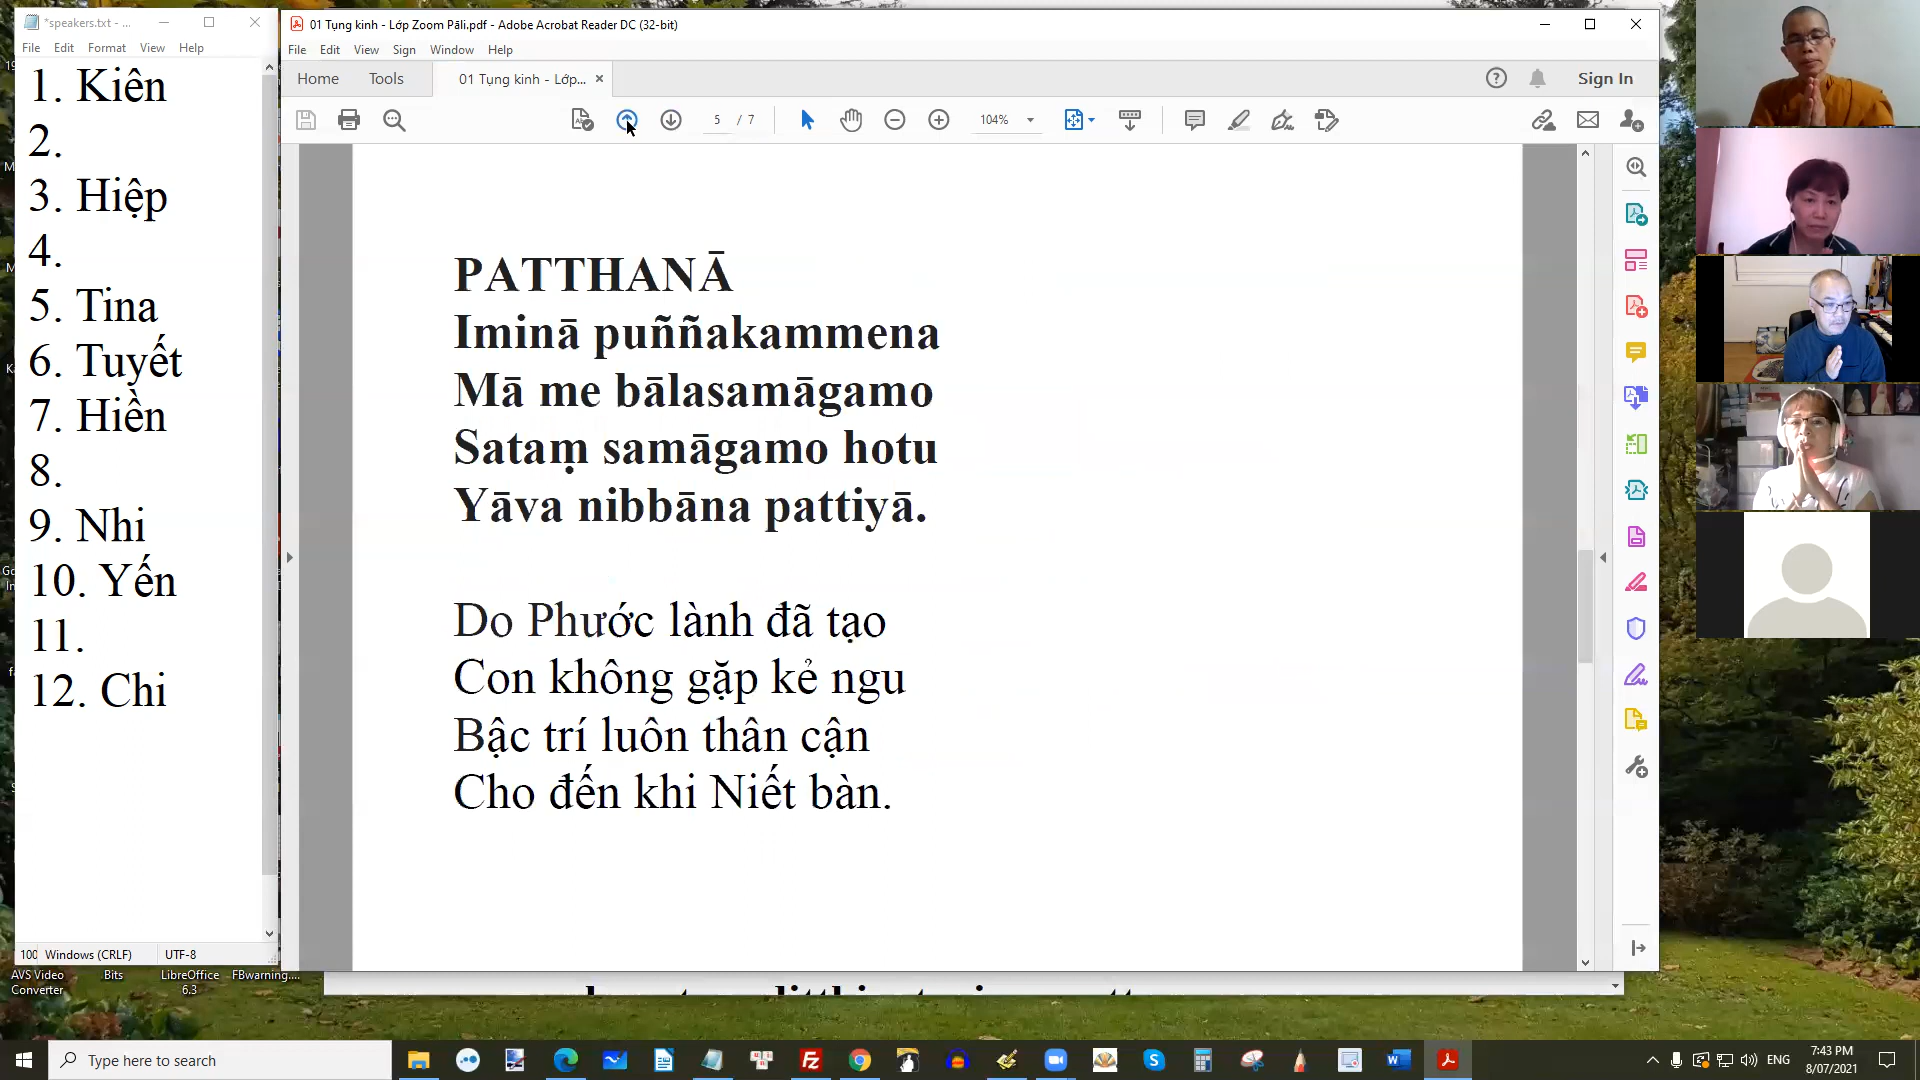 *speakers.txt - ...
File Edit Format View Help
1. Kiên
2.
3. Hiệp
4.
5. Tina
6. Tuyết
7. Hiền
8.
9. Nhi
10. Yến
11.
12. Chi
100 Windows (CRLF) UTF-8
AVS Video Converter
Bits
LibreOffice 6.3
FBwarning....
01 Tụng kinh - Lớp Zoom Pāli.pdf - Adobe Acrobat Reader DC (32-bit)
File Edit View Sign Window Help
Home Tools 01 Tụng kinh - Lớp... Sign In
5 / 7 104%
PATTHANĀ
Iminā puññakammena
Mā me bālasamāgamo
Sataṃ samāgamo hotu
Yāva nibbāna pattiyā.
Do Phước lành đã tạo
Con không gặp kẻ ngu
Bậc trí luôn thân cận
Cho đến khi Niết bàn.
Type here to search
ENG
7:43 PM
8/07/2021